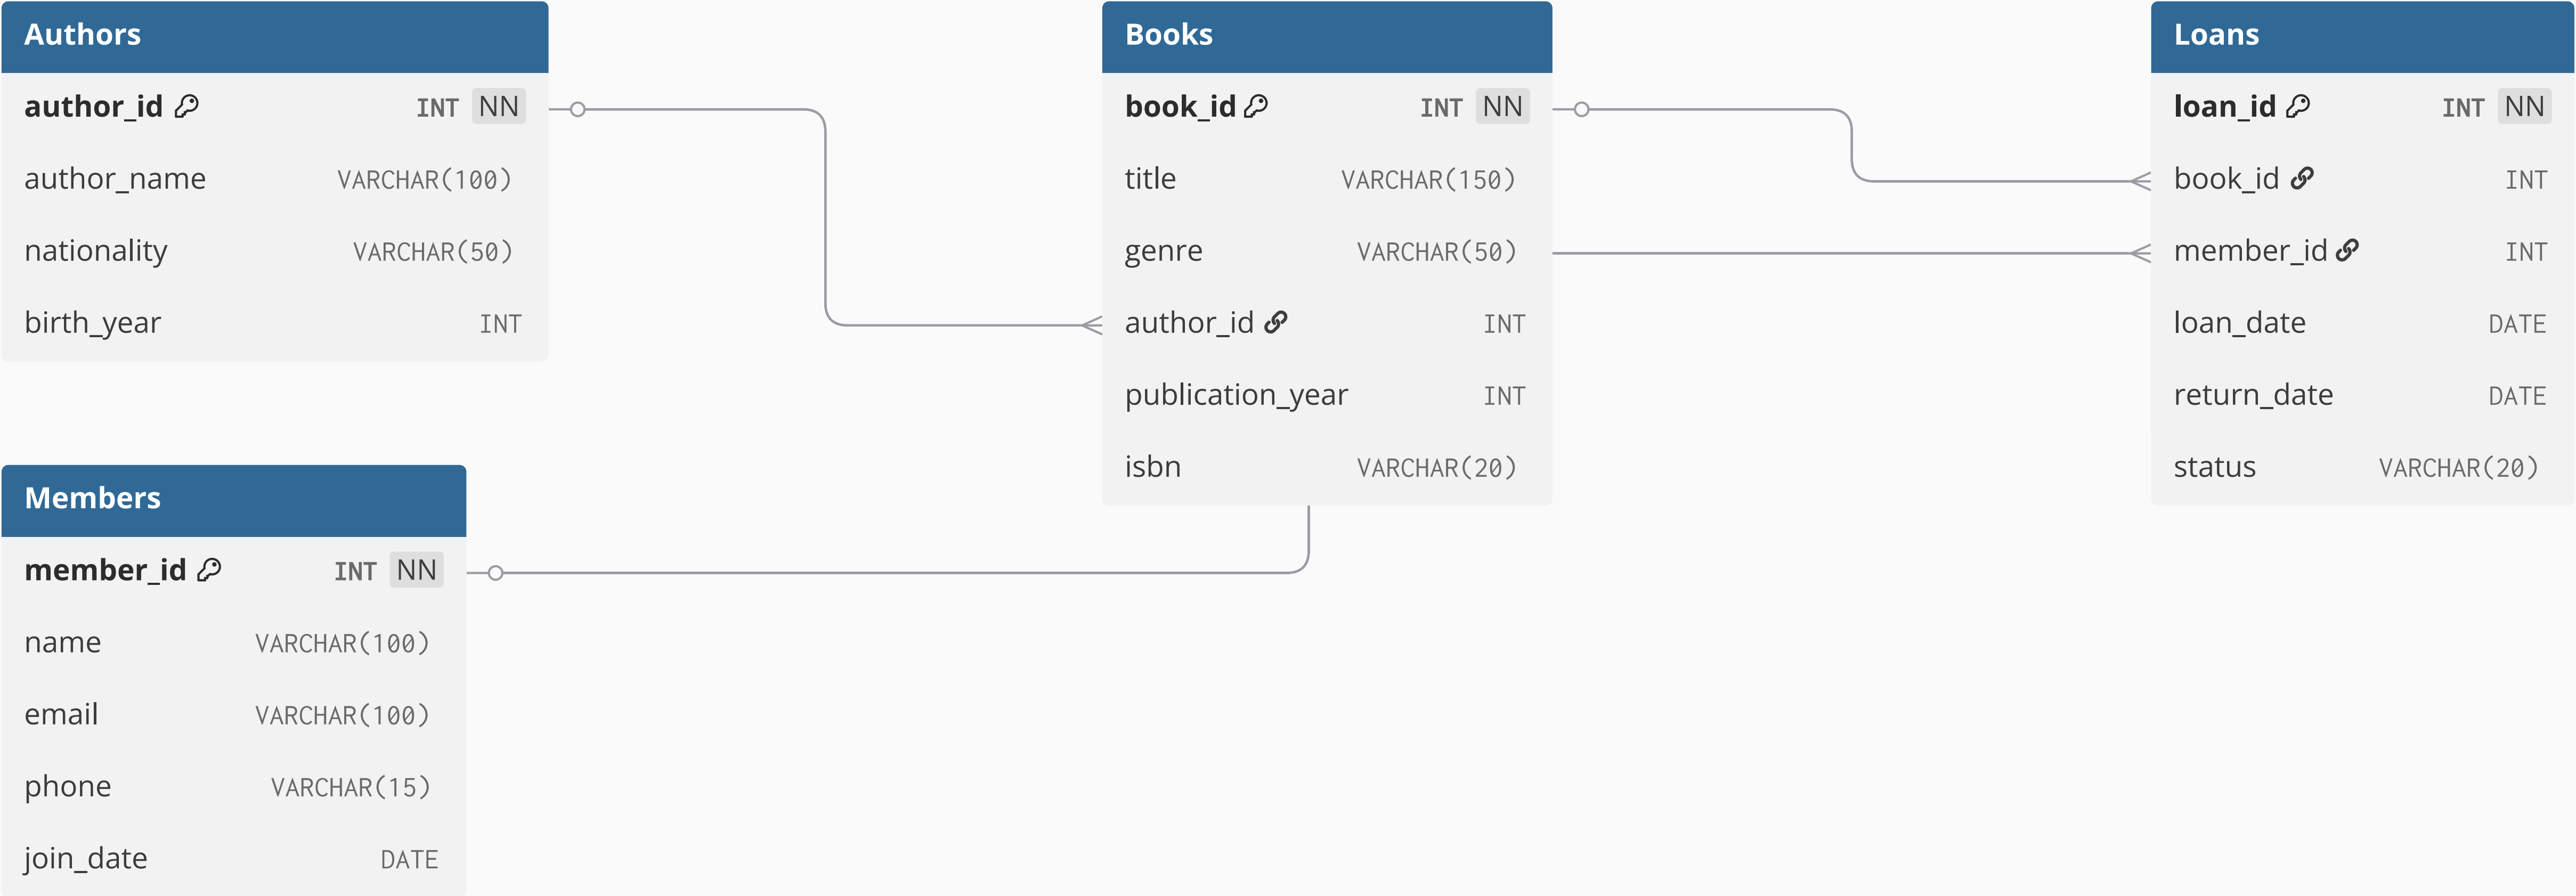 Authors
author_id INT NN
author_name VARCHAR(100)
nationality VARCHAR(50)
birth_year INT
Members
member_id INT NN
name VARCHAR(100)
email VARCHAR(100)
phone VARCHAR(15)
join_date DATE
Books
book_id INT NN
title VARCHAR(150)
genre VARCHAR(50)
author_id INT
publication_year INT
isbn VARCHAR(20)
Loans
loan_id INT NN
book_id INT
member_id INT
loan_date DATE
return_date DATE
status VARCHAR(20)